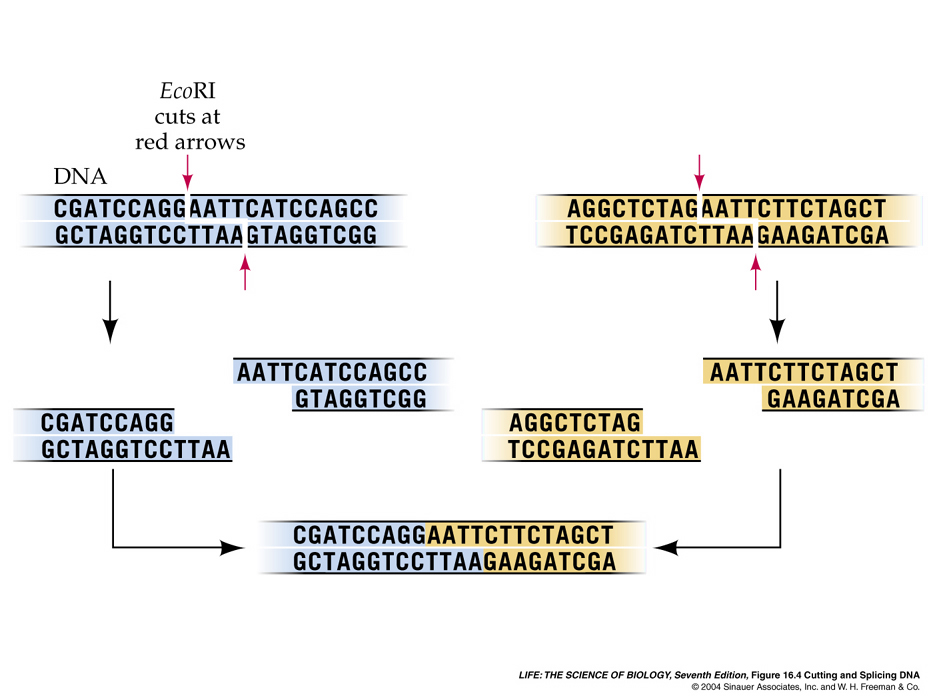 EcoRI
cuts at
red arrows
DNA
CGATCCAGGAATTCATCCAGCC
GCTAGGTCCTTAAGTAGGTCGG
AGGCTCTAGAATTCTTCTAGCT
TCCGAGATCTTAAGAAGATCGA
AATTCATCCAGCC
GTAGGTCGG
CGATCCAGG
GCTAGGTCCTTAA
AATTCTTCTAGCT
GAAGATCGA
AGGCTCTAG
TCCGAGATCTTAA
CGATCCAGGAATTCTTCTAGCT
GCTAGGTCCTTAAGAAGATCGA
LIFE: THE SCIENCE OF BIOLOGY, Seventh Edition, Figure 16.4 Cutting and Splicing DNA
© 2004 Sinauer Associates, Inc. and W. H. Freeman & Co.